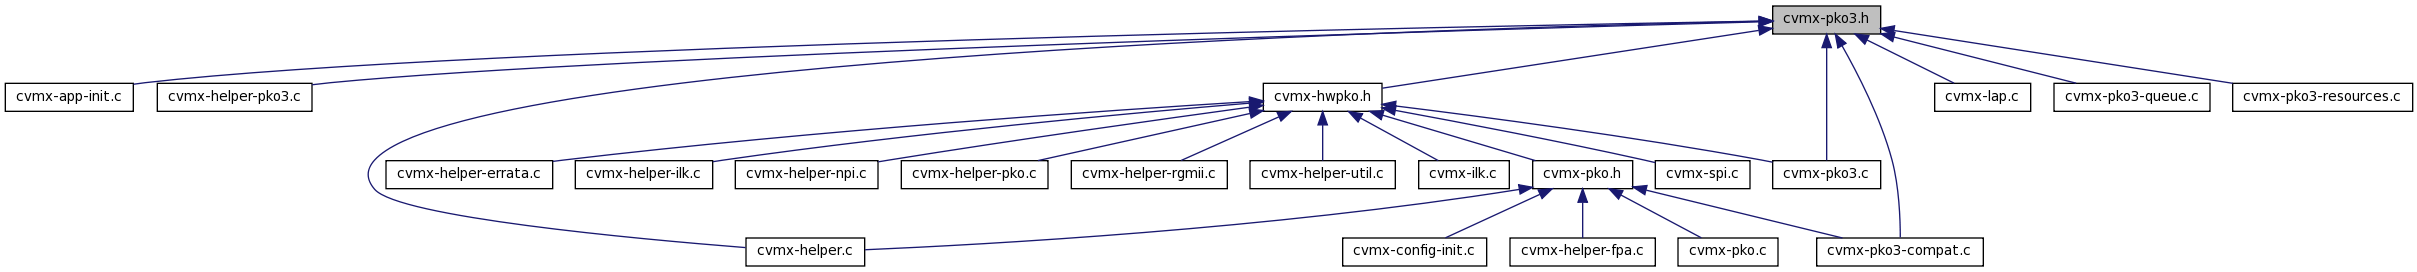 cvmx-pko3.h
cvmx-app-init.c
cvmx-helper-pko3.c
cvmx-hwpko.h
cvmx-lap.c
cvmx-pko3-queue.c
cvmx-pko3-resources.c
cvmx-helper-errata.c
cvmx-helper-ilk.c
cvmx-helper-npi.c
cvmx-helper-pko.c
cvmx-helper-rgmii.c
cvmx-helper-util.c
cvmx-ilk.c
cvmx-pko.h
cvmx-spi.c
cvmx-pko3.c
cvmx-helper.c
cvmx-config-init.c
cvmx-helper-fpa.c
cvmx-pko.c
cvmx-pko3-compat.c